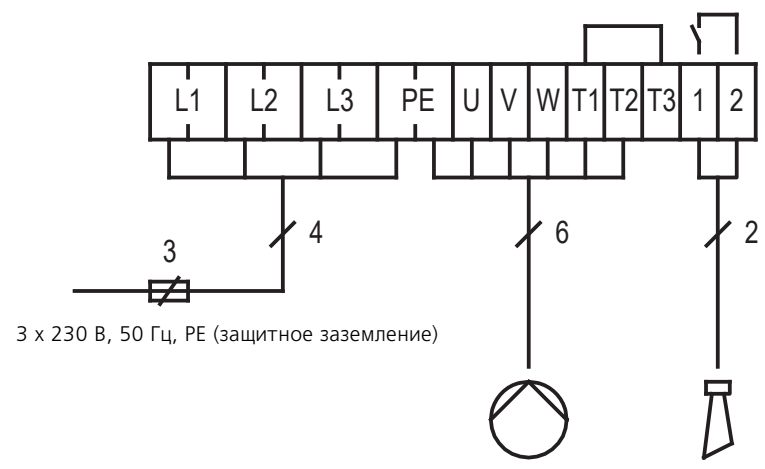 L1 L2 L3 PE U V W T1 T2 T3 1 2
3 4 6 2
3 x 230 В, 50 Гц, PE (защитное заземление)